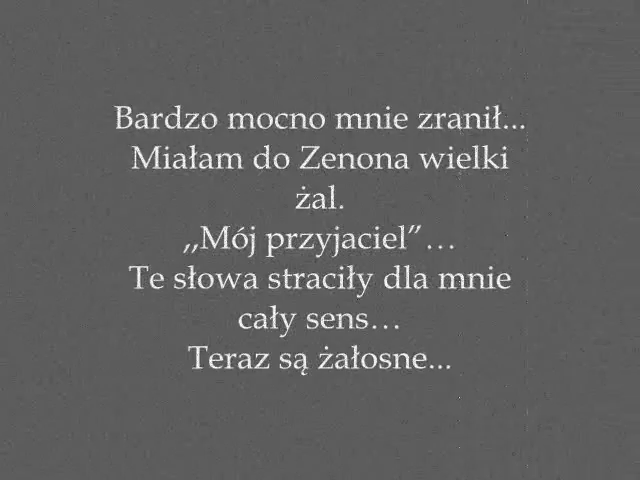 Bardzo mocno mnie zranił...
Miałam do Zenona wielki
żal.
,,Mój przyjaciel”…
Te słowa straciły dla mnie
cały sens…
Teraz są żałosne...